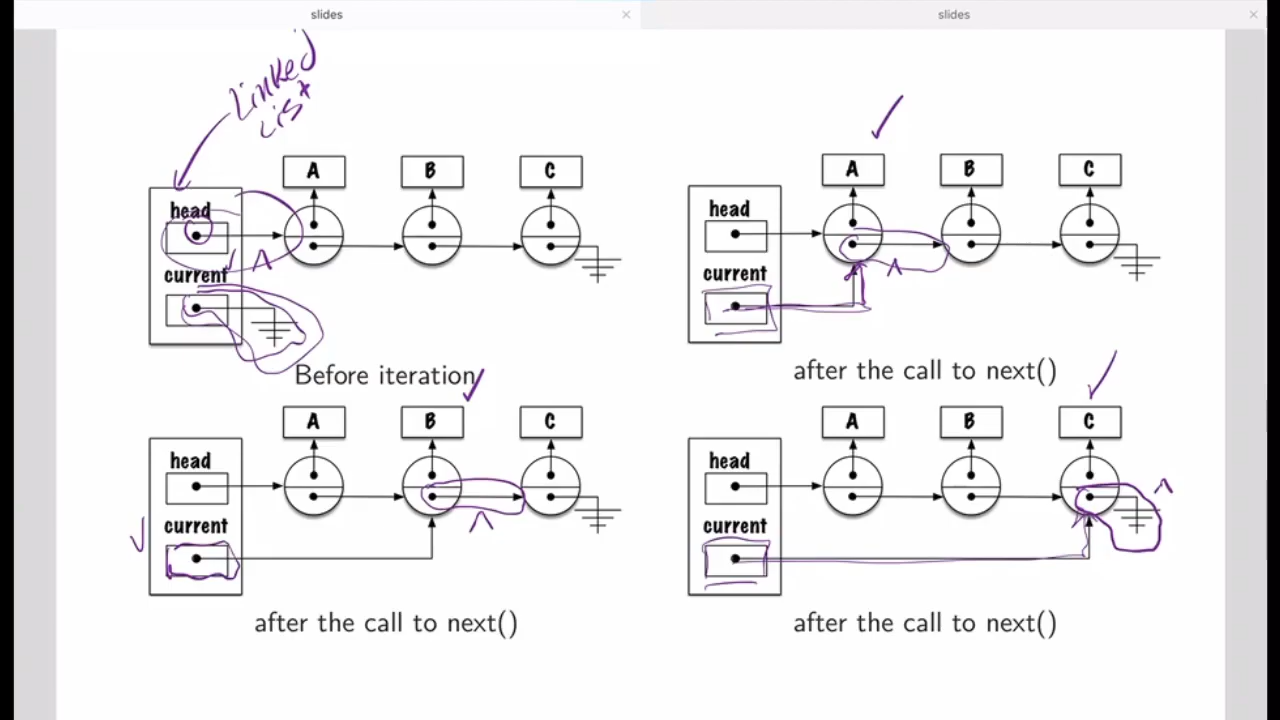 slides
slides
Linked
List
A B C
head
current
Before iteration
A B C
head
current
after the call to next()
A B C
head
current
after the call to next()
A B C
head
current
after the call to next()